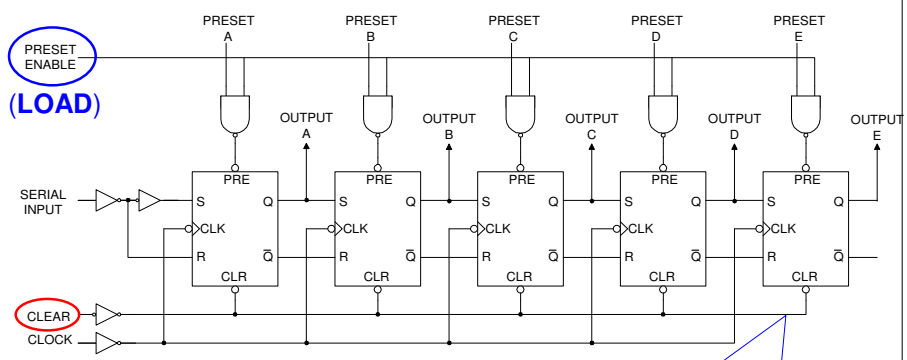 PRESET
A
PRESET
B
PRESET
C
PRESET
D
PRESET
E
PRESET
ENABLE
(LOAD)
OUTPUT
A
OUTPUT
B
OUTPUT
C
OUTPUT
D
OUTPUT
E
PRE
PRE
PRE
PRE
PRE
SERIAL
INPUT
S Q
S Q
S Q
S Q
S Q
CLK
CLK
CLK
CLK
CLK
R Q̅
R Q̅
R Q̅
R Q̅
R Q̅
CLR
CLR
CLR
CLR
CLR
CLEAR
CLOCK